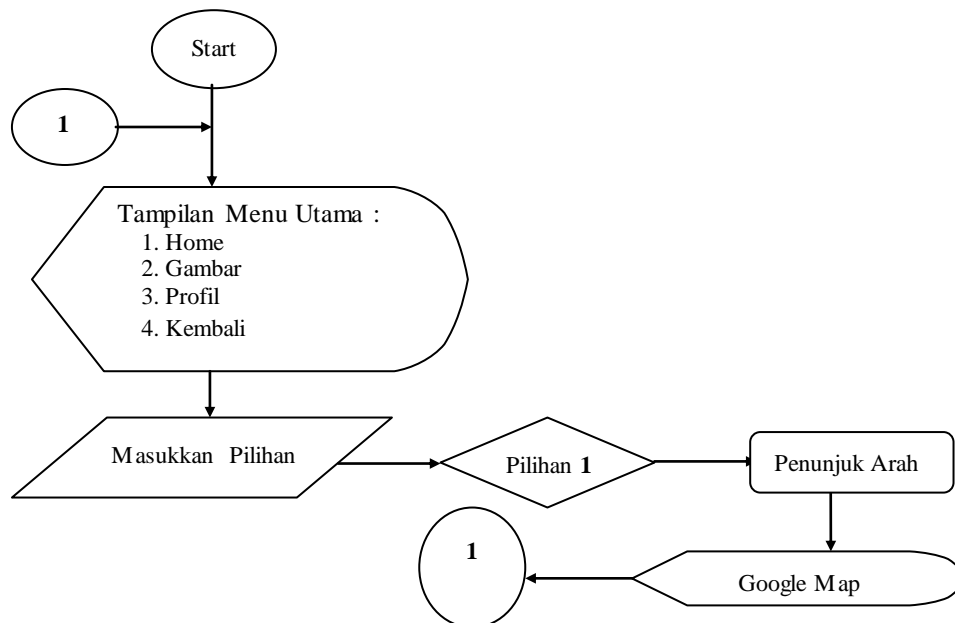 Start
1
Tampilan Menu Utama :
1. Home
2. Gambar
3. Profil
4. Kembali
Masukkan Pilihan
Pilihan 1
Penunjuk Arah
1
Google Map